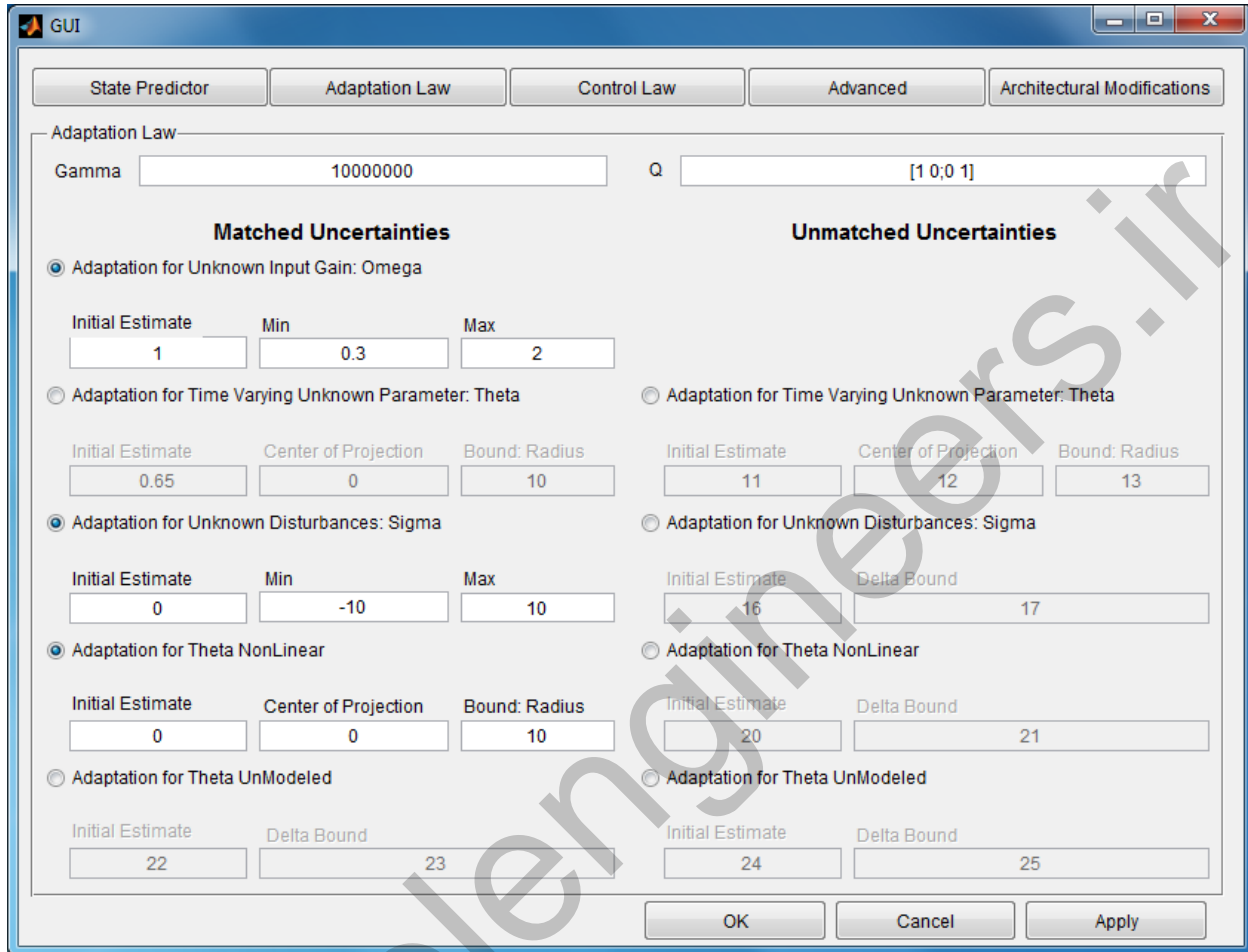 GUI
State Predictor Adaptation Law Control Law Advanced Architectural Modifications
Adaptation Law
Gamma 10000000 Q [1 0;0 1]
Matched Uncertainties Unmatched Uncertainties
Adaptation for Unknown Input Gain: Omega
Initial Estimate Min Max
1 0.3 2
Adaptation for Time Varying Unknown Parameter: Theta Adaptation for Time Varying Unknown Parameter: Theta
Initial Estimate Center of Projection Bound: Radius Initial Estimate Center of Projection Bound: Radius
0.65 0 10 11 12 13
Adaptation for Unknown Disturbances: Sigma Adaptation for Unknown Disturbances: Sigma
Initial Estimate Min Max Initial Estimate Delta Bound
0 -10 10 16 17
Adaptation for Theta NonLinear Adaptation for Theta NonLinear
Initial Estimate Center of Projection Bound: Radius Initial Estimate Delta Bound
0 0 10 20 21
Adaptation for Theta UnModeled Adaptation for Theta UnModeled
Initial Estimate Delta Bound Initial Estimate Delta Bound
22 23 24 25
OK Cancel Apply
lengineers.ir